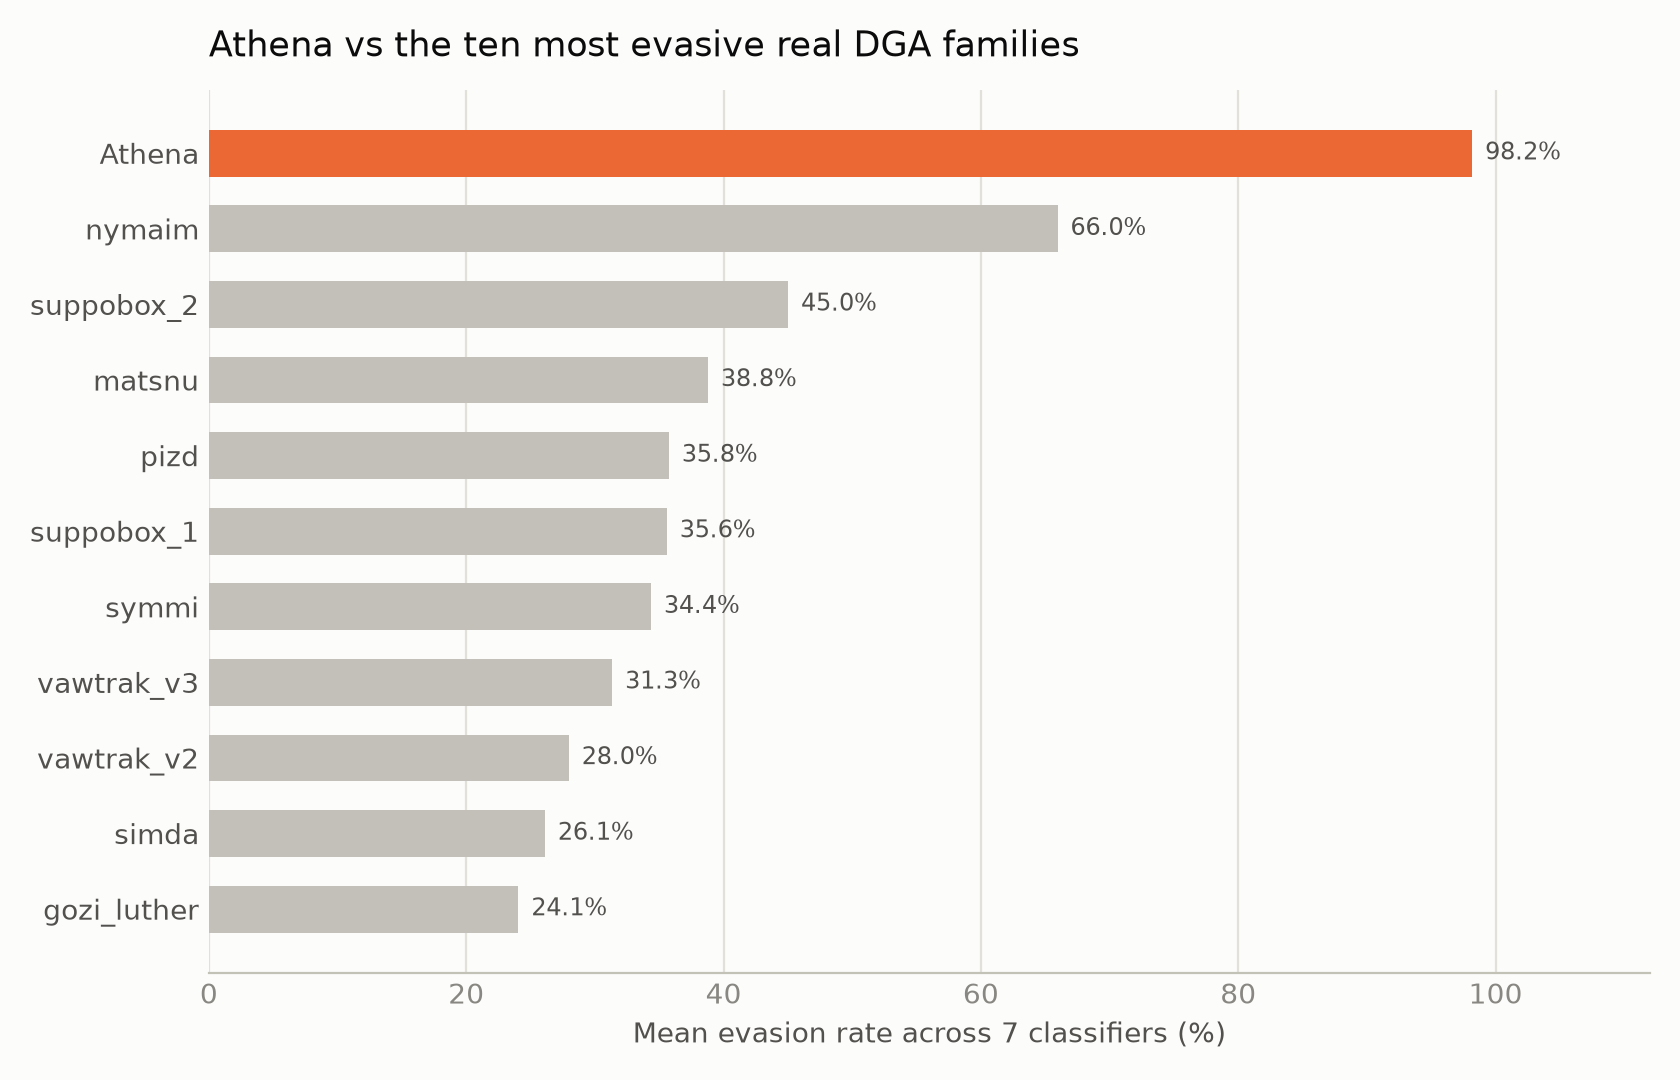 Athena vs the ten most evasive real DGA families
Athena 98.2%
nymaim 66.0%
suppobox_2 45.0%
matsnu 38.8%
pizd 35.8%
suppobox_1 35.6%
symmi 34.4%
vawtrak_v3 31.3%
vawtrak_v2 28.0%
simda 26.1%
gozi_luther 24.1%
0 20 40 60 80 100
Mean evasion rate across 7 classifiers (%)